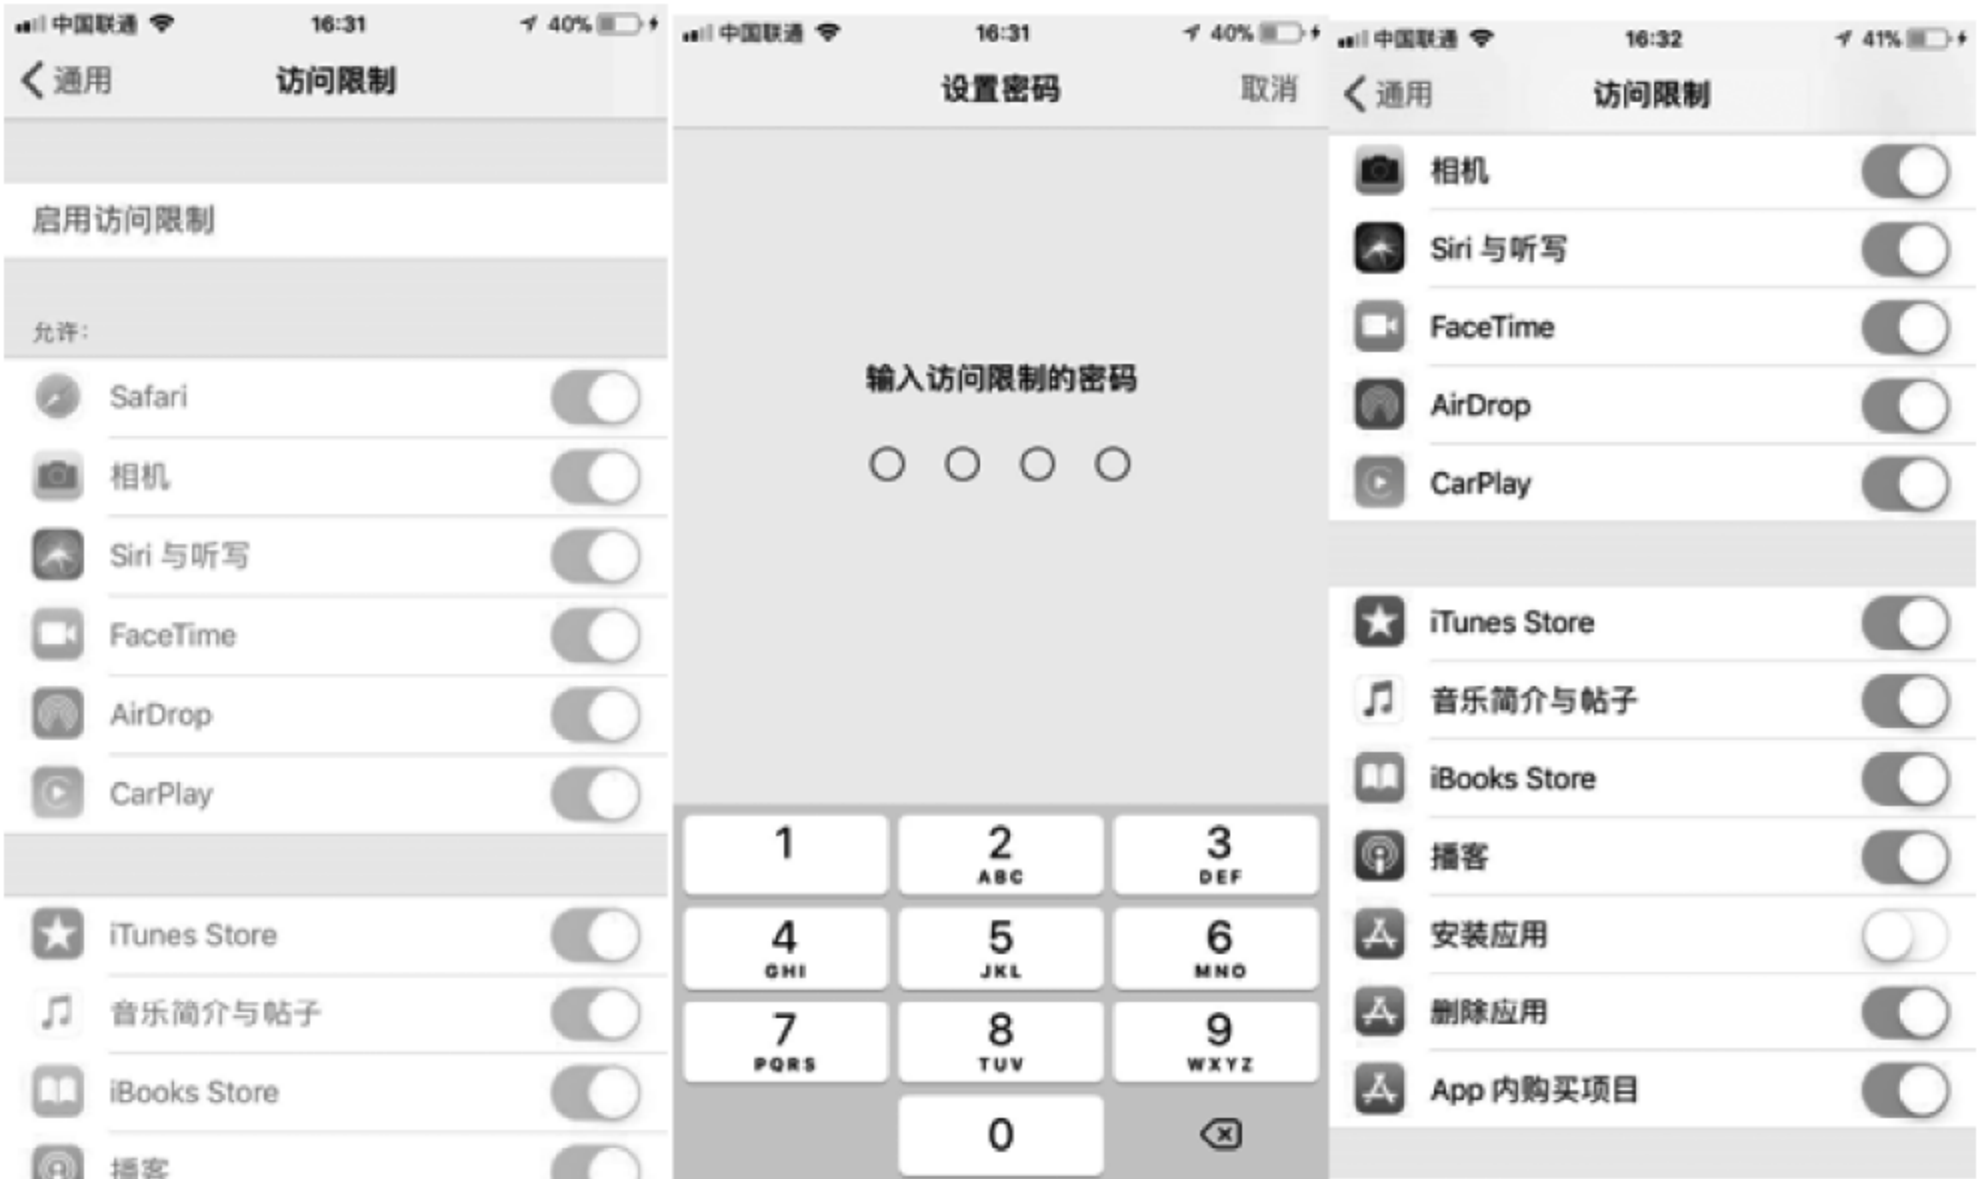 中国联通
16:31
40%
通用
访问限制
启用访问限制
允许:
Safari
相机
Siri 与听写
FaceTime
AirDrop
CarPlay
iTunes Store
音乐简介与帖子
iBooks Store
播客
中国联通
16:31
40%
设置密码
取消
输入访问限制的密码
1
2
3
ABC
DEF
4
5
6
GHI
JKL
MNO
7
8
9
PQRS
TUV
WXYZ
0
中国联通
16:32
41%
通用
访问限制
相机
Siri 与听写
FaceTime
AirDrop
CarPlay
iTunes Store
音乐简介与帖子
iBooks Store
播客
安装应用
删除应用
App 内购买项目